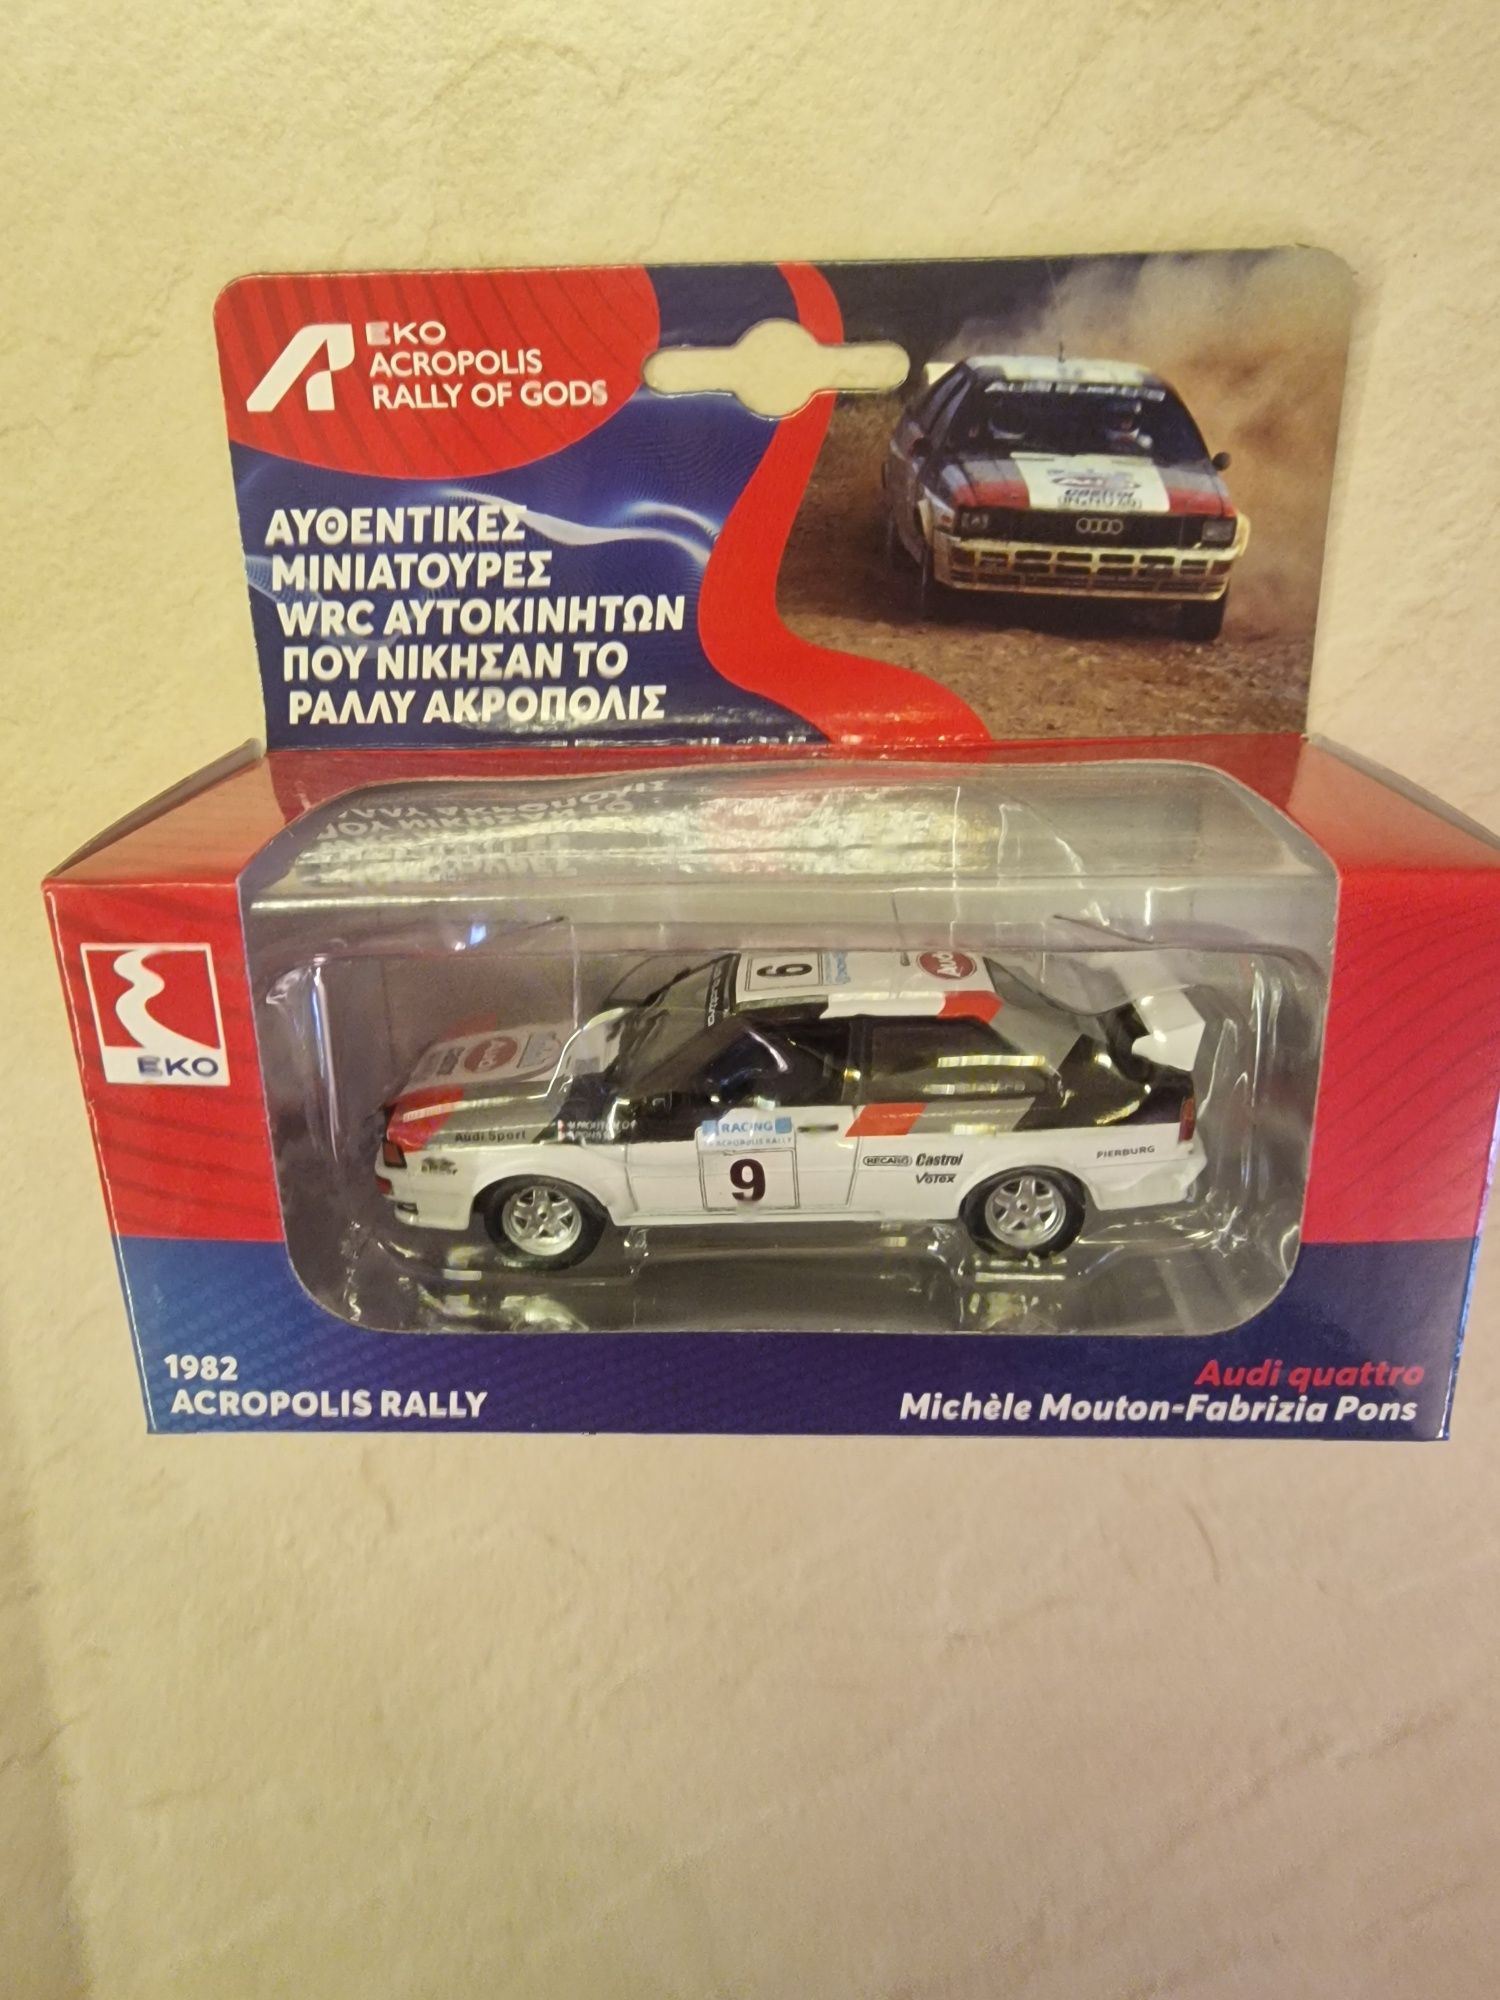 EKO
ACROPOLIS
RALLY OF GODS
ΑΥΘΕΝΤΙΚΕΣ
ΜΙΝΙΑΤΟΥΡΕΣ
WRC ΑΥΤΟΚΙΝΗΤΩΝ
ΠΟΥ ΝΙΚΗΣΑΝ ΤΟ
ΡΑΛΛΥ ΑΚΡΟΠΟΛΙΣ
EKO
9
Audi
Audi Sport
RACING
ACROPOLIS RALLY
9
RECARO Castrol
Votex
PIERBURG
1982
ACROPOLIS RALLY
Audi quattro
Michèle Mouton-Fabrizia Pons